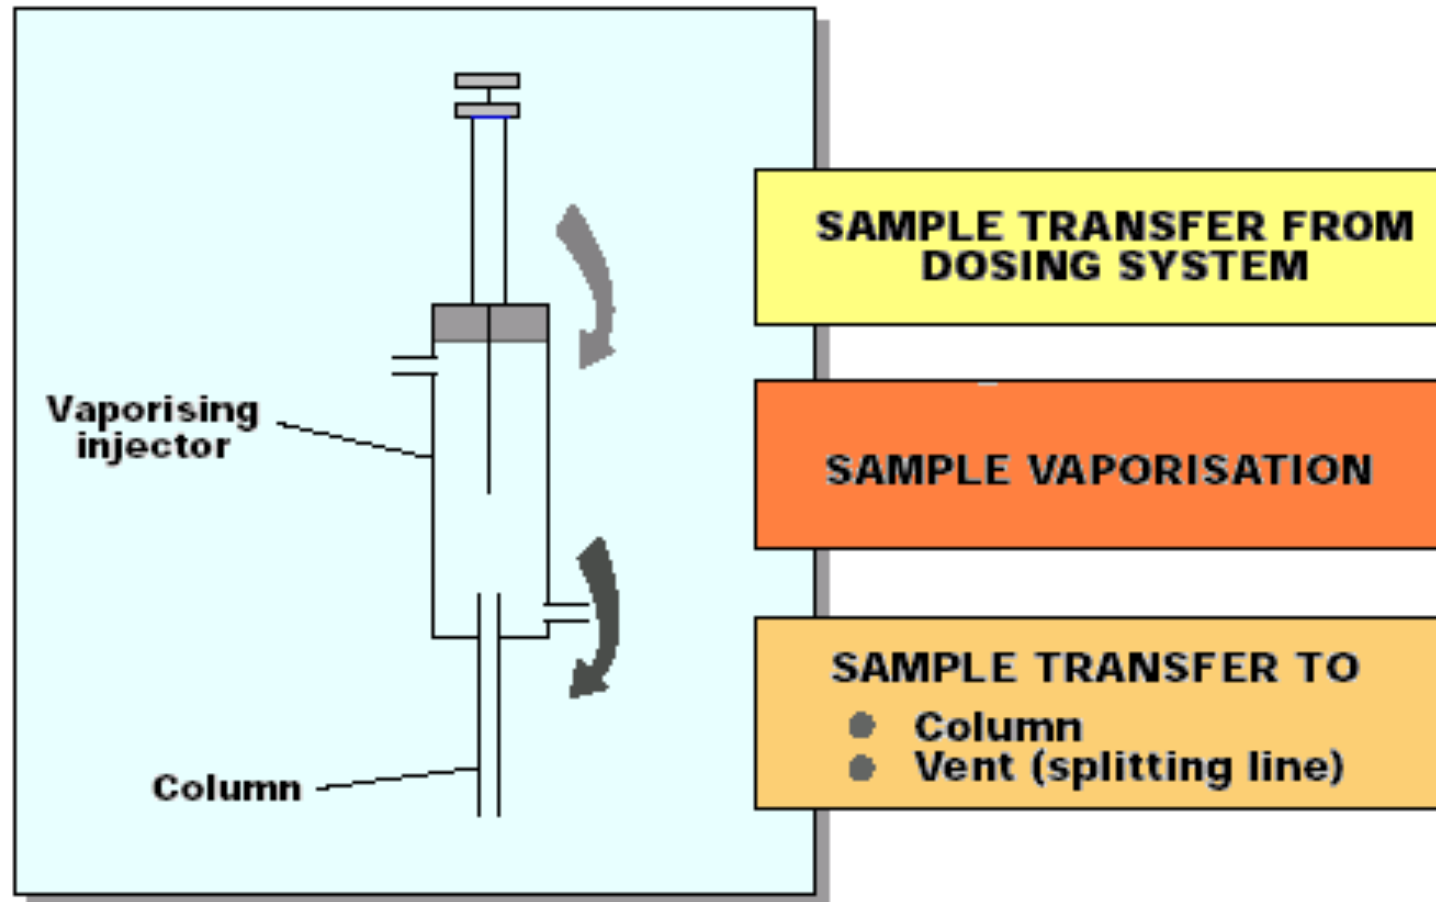 Vaporising
injector
Column
SAMPLE TRANSFER FROM
DOSING SYSTEM
SAMPLE VAPORISATION
SAMPLE TRANSFER TO
● Column
● Vent (splitting line)